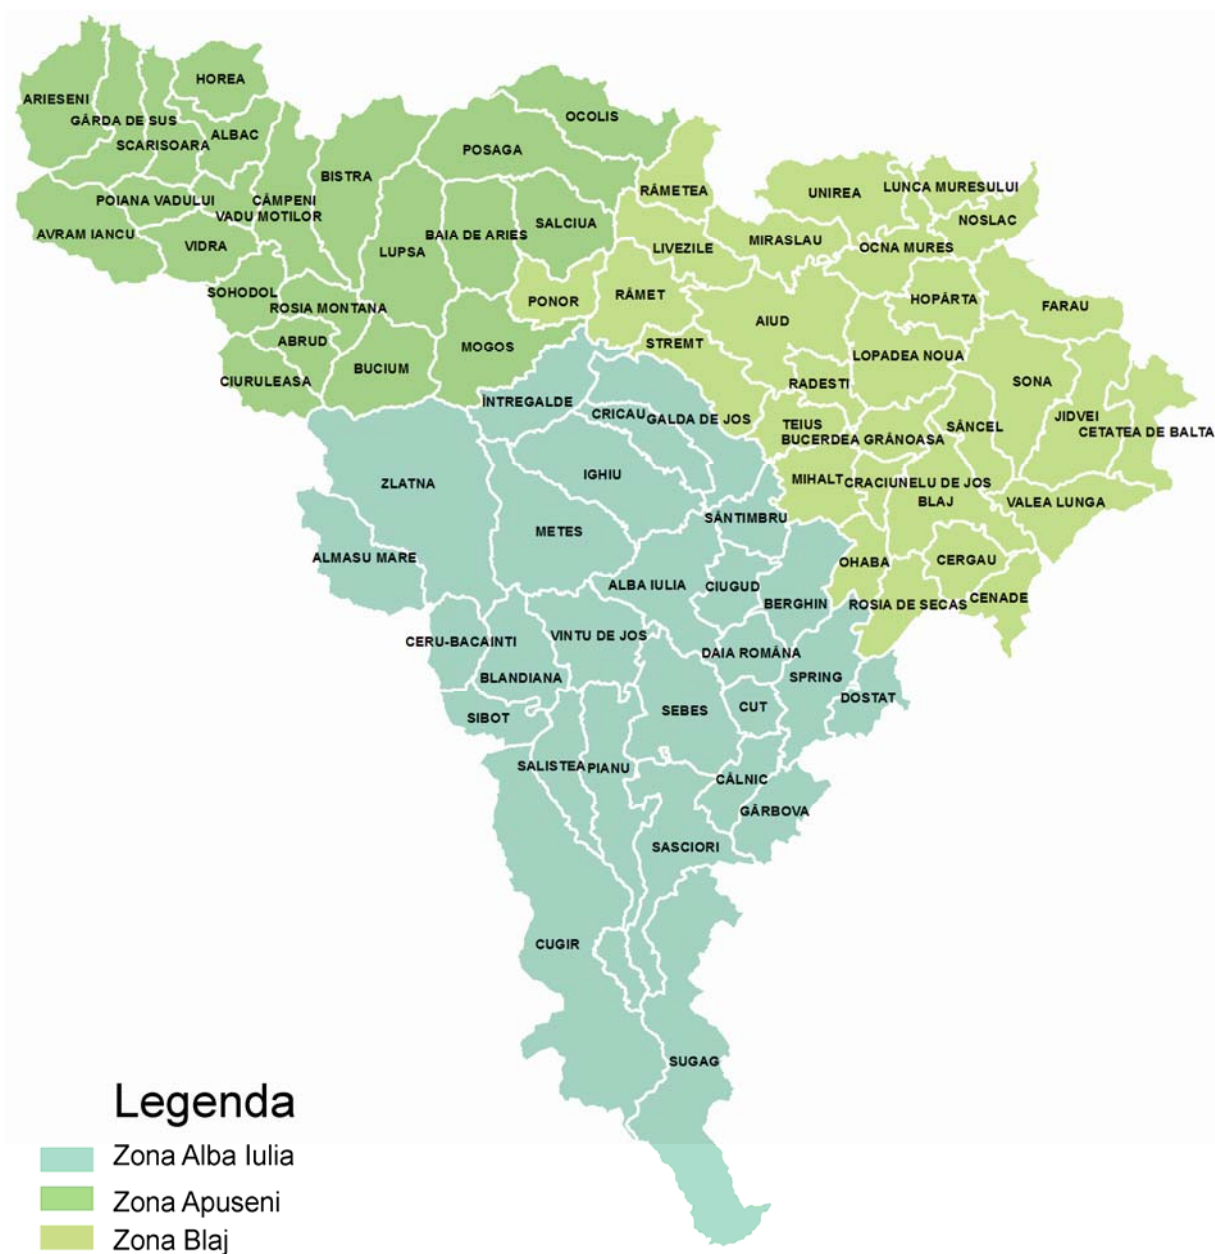 HOREA
ARIESENI
GÂRDA DE SUS
SCARISOARA
ALBAC
OCOLIS
POSAGA
BISTRA
RÂMETEA
UNIREA
LUNCA MURESULUI
POIANA VADULUI
CÂMPENI
VADU MOTILOR
NOSLAC
AVRAM IANCU
VIDRA
LUPSA
BAIA DE ARIES
SALCIUA
LIVEZILE
MIRASLAU
OCNA MURES
SOHODOL
ROSIA MONTANA
PONOR
RÂMET
HOPÂRTA
FARAU
AIUD
ABRUD
BUCIUM
MOGOS
STREMT
LOPADEA NOUA
CIURULEASA
RADESTI
SONA
ÎNTREGALDE
CRICAU
GALDA DE JOS
TEIUS
BUCERDEA GRÂNOASA
SÂNCEL
JIDVEI
CETATEA DE BALTA
ZLATNA
IGHIU
MIHALT
CRACIUNELU DE JOS
BLAJ
VALEA LUNGA
METES
SÂNTIMBRU
ALMASU MARE
OHABA
CERGAU
ALBA IULIA
CIUGUD
BERGHIN
ROSIA DE SECAS
CENADE
CERU-BACAINTI
VINTU DE JOS
DAIA ROMÂNA
BLANDIANA
SPRING
DOSTAT
SIBOT
SEBES
CUT
SALISTEA
PIANU
CÂLNIC
GÂRBOVA
SASCIORI
CUGIR
SUGAG
Legenda
Zona Alba Iulia
Zona Apuseni
Zona Blaj